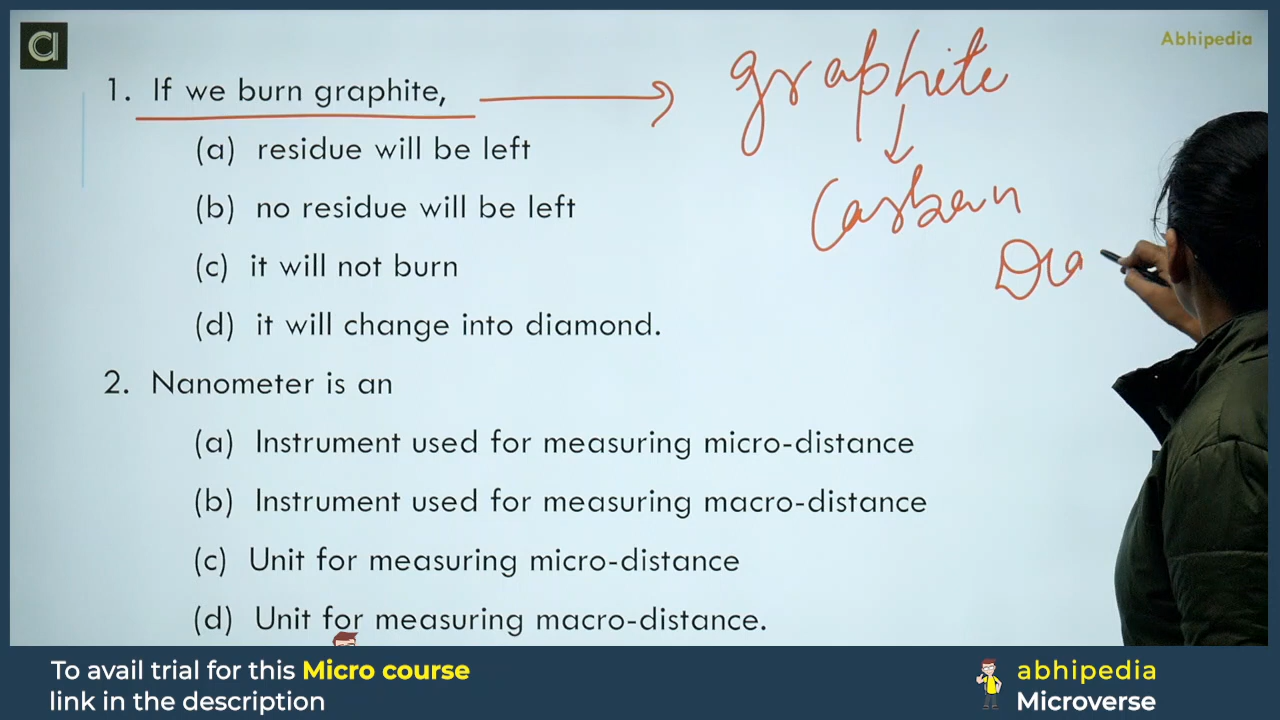 Abhipedia
1. If we burn graphite,
graphite
(a) residue will be left
Carbon
(b) no residue will be left
Dia
(c) it will not burn
(d) it will change into diamond.
2. Nanometer is an
(a) Instrument used for measuring micro-distance
(b) Instrument used for measuring macro-distance
(c) Unit for measuring micro-distance
(d) Unit for measuring macro-distance.
To avail trial for this Micro course
link in the description
abhipedia
Microverse